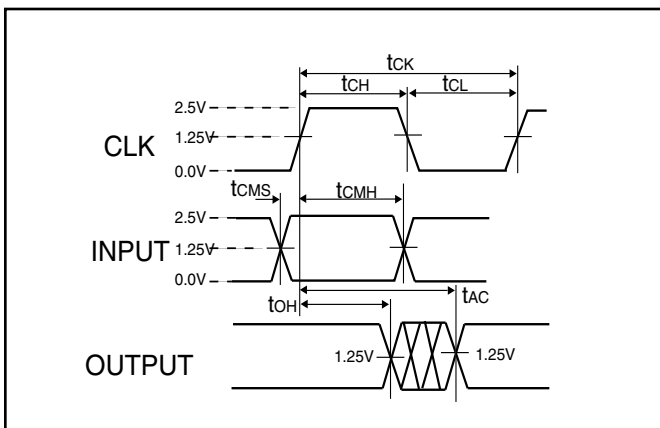 tCK
tCH tCL
2.5V
CLK 1.25V
0.0V
tCMS tCMH
2.5V
INPUT 1.25V
0.0V
tOH tAC
OUTPUT 1.25V 1.25V